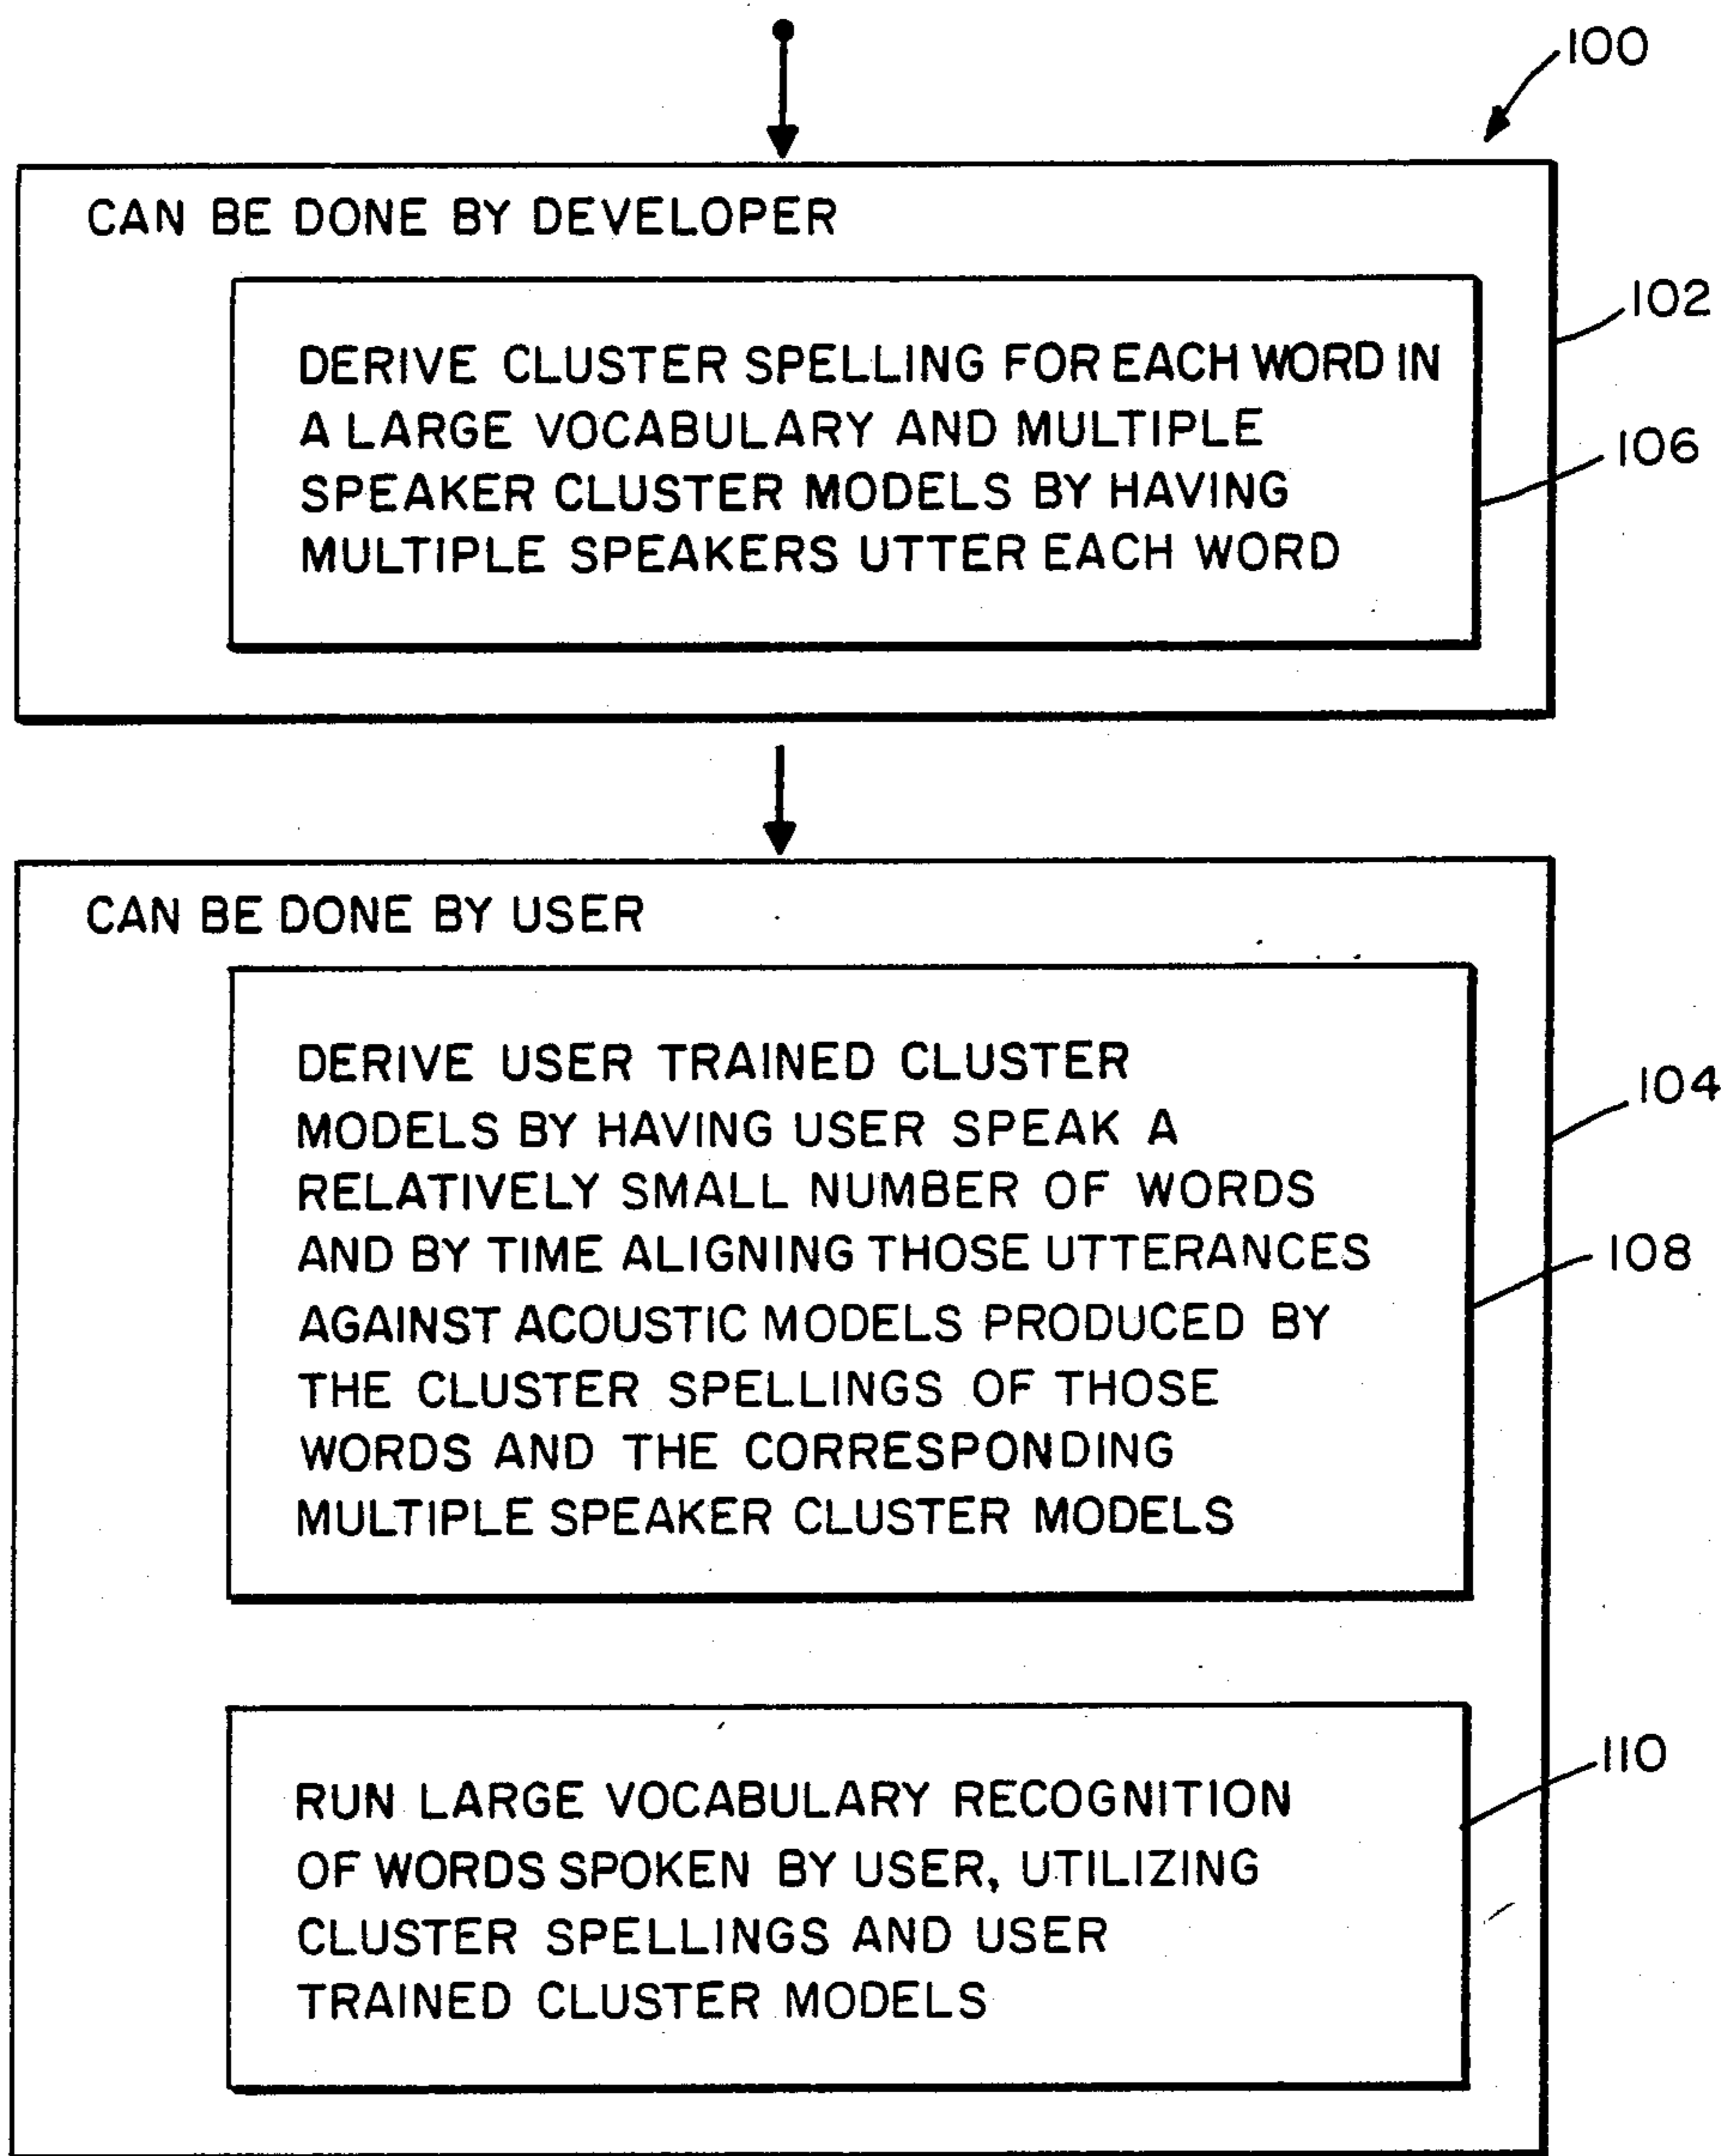 100
CAN BE DONE BY DEVELOPER
102
DERIVE CLUSTER SPELLING FOR EACH WORD IN
A LARGE VOCABULARY AND MULTIPLE
SPEAKER CLUSTER MODELS BY HAVING
MULTIPLE SPEAKERS UTTER EACH WORD
106
CAN BE DONE BY USER
104
DERIVE USER TRAINED CLUSTER
MODELS BY HAVING USER SPEAK A
RELATIVELY SMALL NUMBER OF WORDS
AND BY TIME ALIGNING THOSE UTTERANCES
AGAINST ACOUSTIC MODELS PRODUCED BY
THE CLUSTER SPELLINGS OF THOSE
WORDS AND THE CORRESPONDING
MULTIPLE SPEAKER CLUSTER MODELS
108
RUN LARGE VOCABULARY RECOGNITION
OF WORDS SPOKEN BY USER, UTILIZING
CLUSTER SPELLINGS AND USER
TRAINED CLUSTER MODELS
110